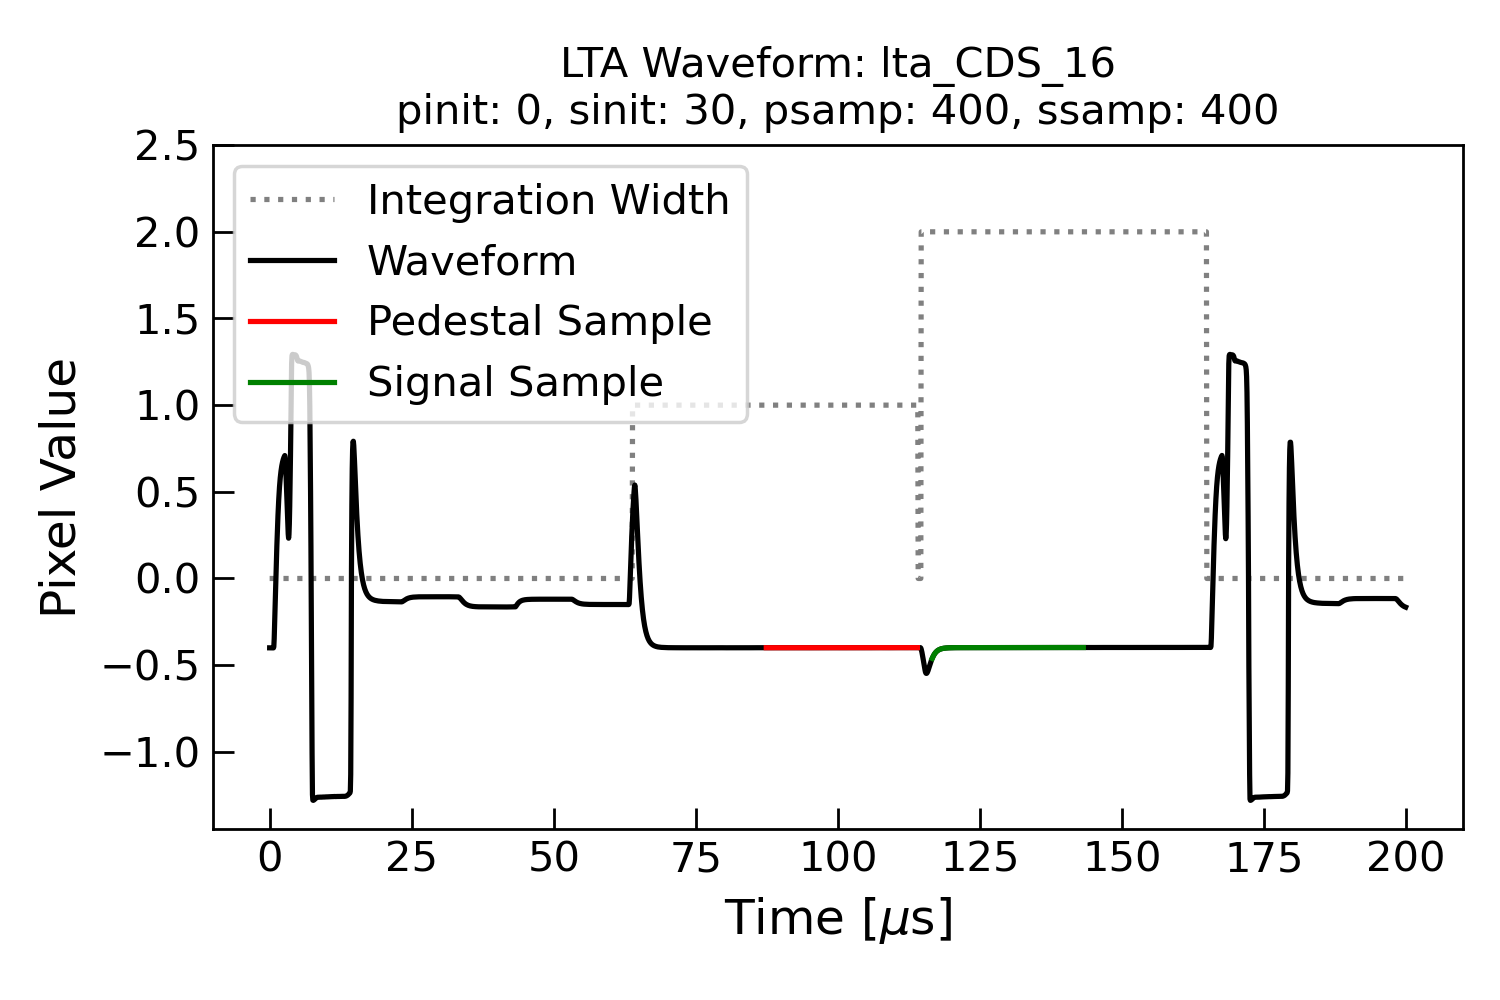 LTA Waveform: lta_CDS_16
pinit: 0, sinit: 30, psamp: 400, ssamp: 400
2.5
2.0
1.5
1.0
0.5
0.0
−0.5
−1.0
Pixel Value
Integration Width
Waveform
Pedestal Sample
Signal Sample
0 25 50 75 100 125 150 175 200
Time [μs]